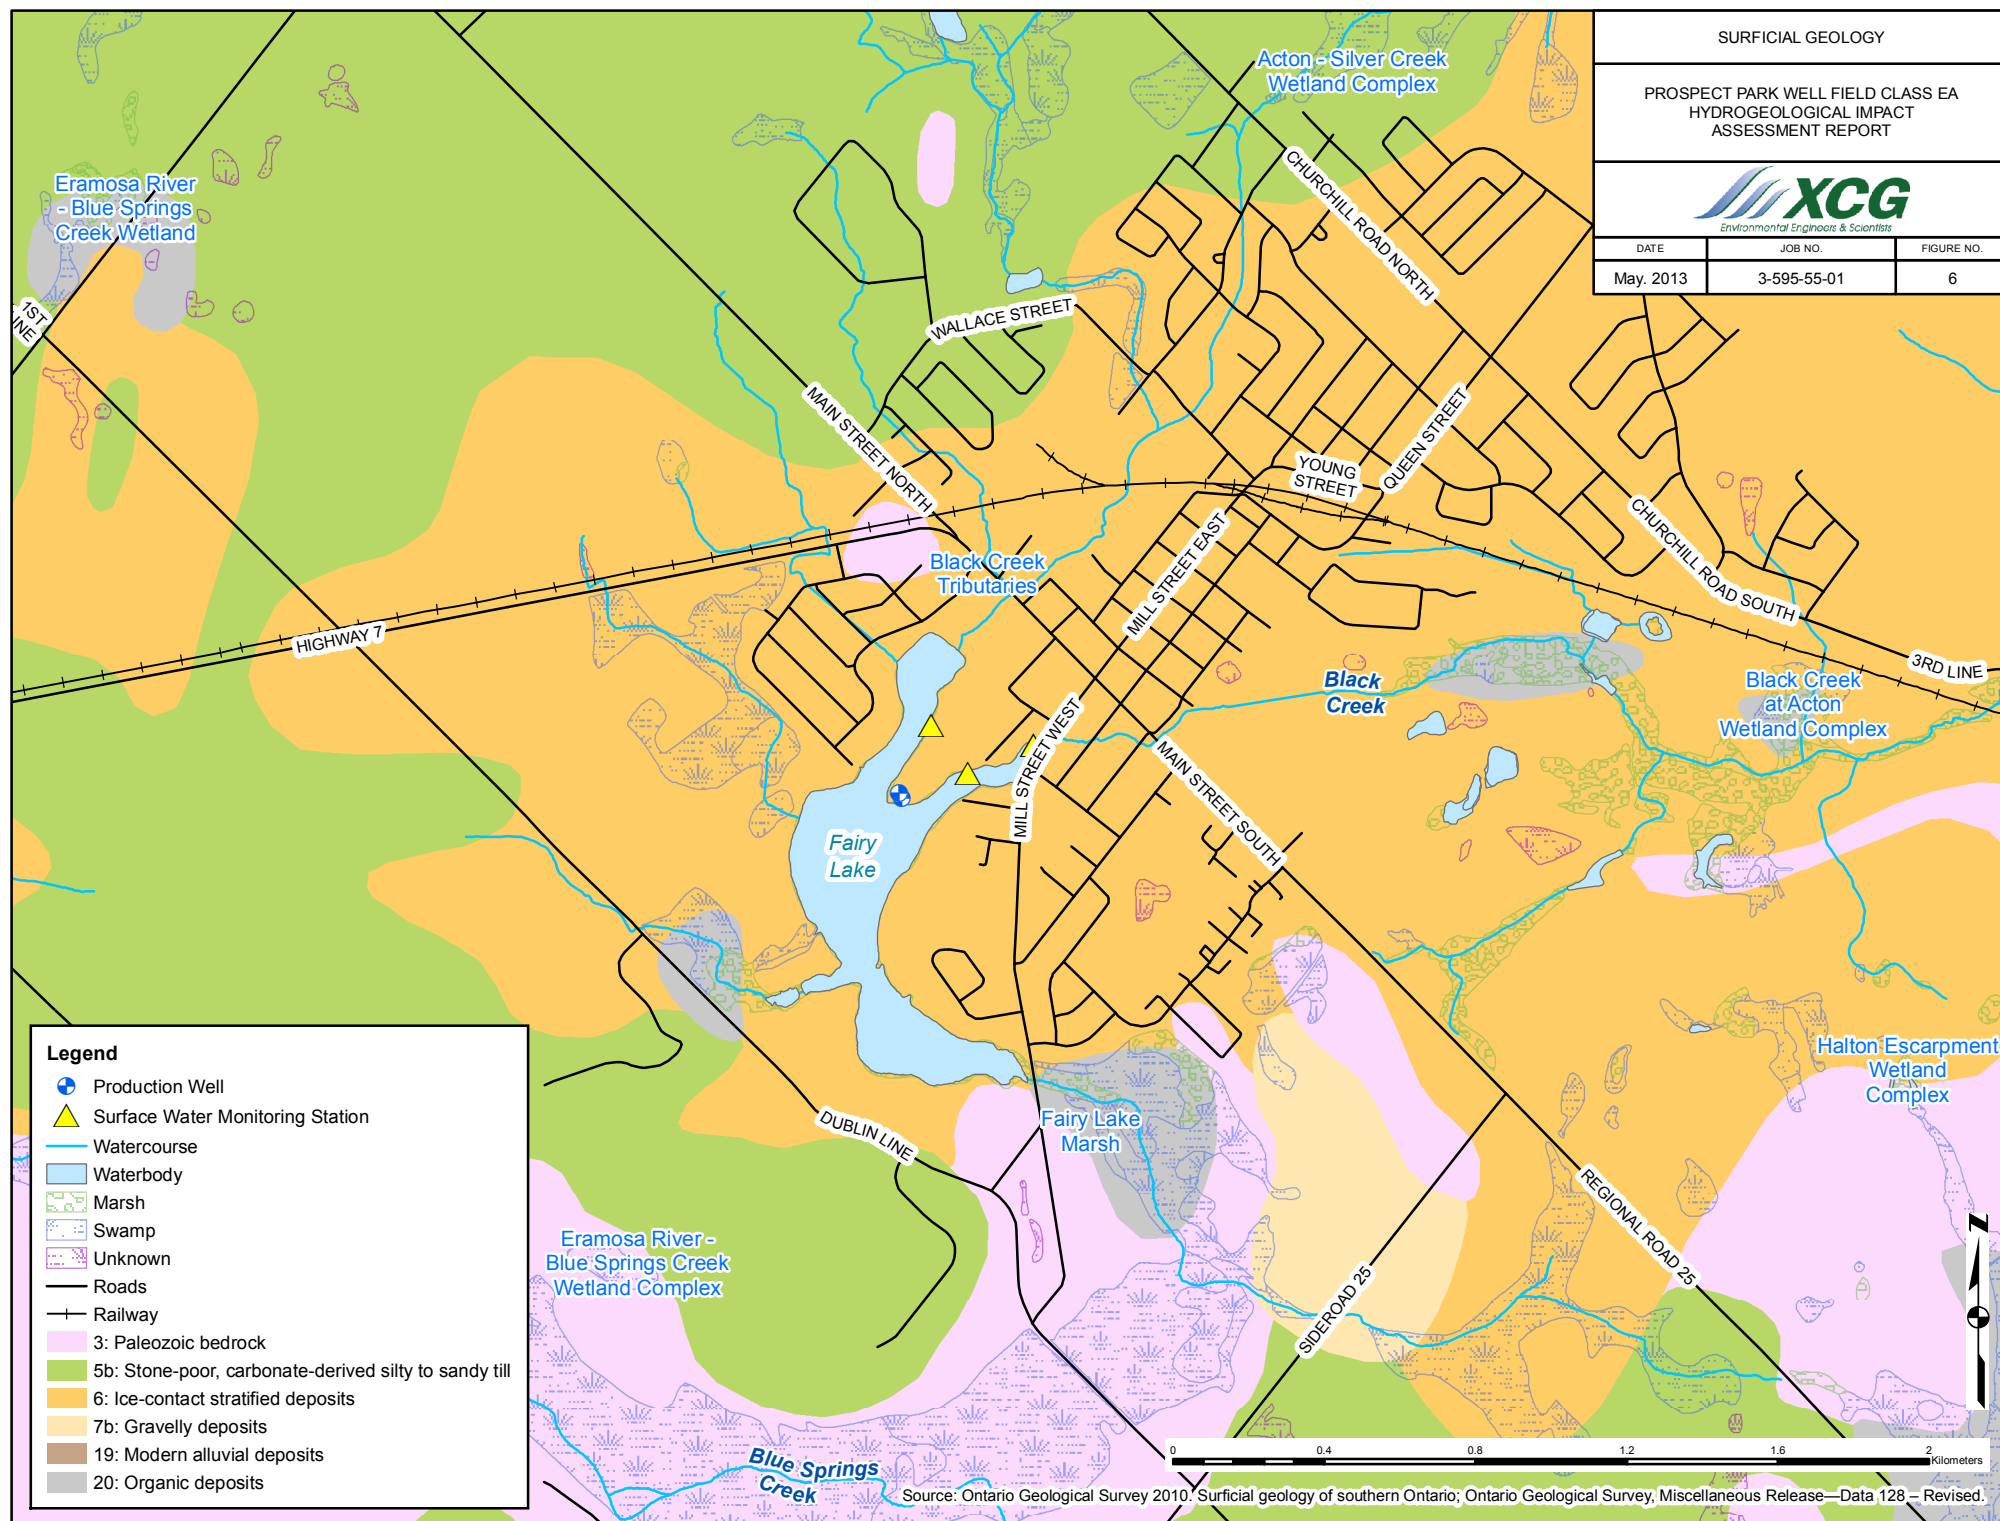 SURFICIAL GEOLOGY
PROSPECT PARK WELL FIELD CLASS EA
HYDROGEOLOGICAL IMPACT
ASSESSMENT REPORT
XCG
Environmental Engineers & Scientists
DATE
JOB NO.
FIGURE NO.
May. 2013
3-595-55-01
6
Acton - Silver Creek
Wetland Complex
Eramosa River
- Blue Springs
Creek Wetland
1ST
LINE
CHURCHILL ROAD NORTH
WALLACE STREET
MAIN STREET NORTH
QUEEN STREET
YOUNG
STREET
CHURCHILL ROAD SOUTH
MILL STREET EAST
Black Creek
Tributaries
HIGHWAY 7
3RD LINE
Black
Creek
Black Creek
at Acton
Wetland Complex
MILL STREET WEST
MAIN STREET SOUTH
Fairy
Lake
Halton Escarpment
Wetland
Complex
Fairy Lake
Marsh
DUBLIN LINE
REGIONAL ROAD 25
SIDEROAD 25
Eramosa River -
Blue Springs Creek
Wetland Complex
Blue Springs
Creek
Legend
Production Well
Surface Water Monitoring Station
Watercourse
Waterbody
Marsh
Swamp
Unknown
Roads
Railway
3: Paleozoic bedrock
5b: Stone-poor, carbonate-derived silty to sandy till
6: Ice-contact stratified deposits
7b: Gravelly deposits
19: Modern alluvial deposits
20: Organic deposits
Z
0 0.4 0.8 1.2 1.6 2
Kilometers
Source: Ontario Geological Survey 2010. Surficial geology of southern Ontario; Ontario Geological Survey, Miscellaneous Release—Data 128 – Revised.